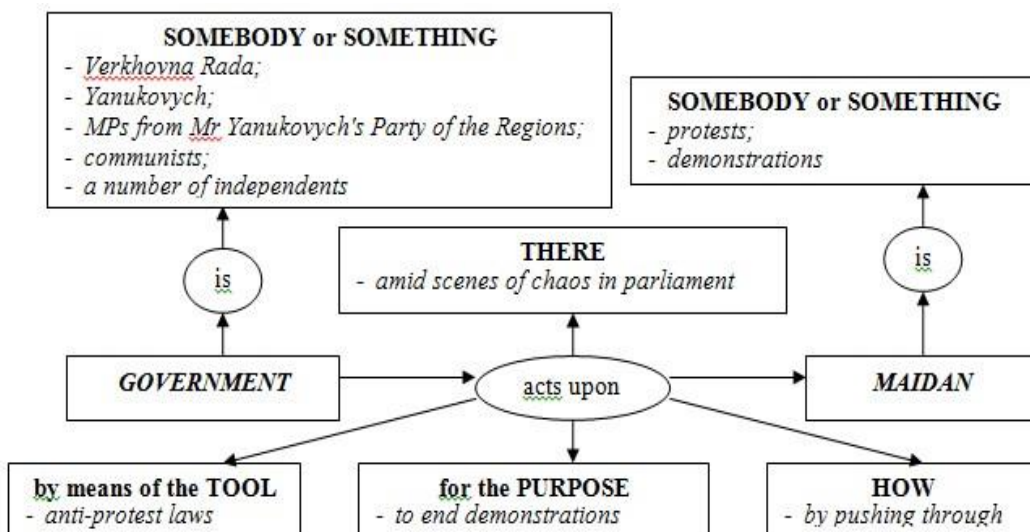 SOMEBODY or SOMETHING
- Verkhovna Rada;
- Yanukovych;
- MPs from Mr Yanukovych's Party of the Regions;
- communists;
- a number of independents
SOMEBODY or SOMETHING
- protests;
- demonstrations
is
THERE
- amid scenes of chaos in parliament
is
GOVERNMENT
acts upon
MAIDAN
by means of the TOOL
- anti-protest laws
for the PURPOSE
- to end demonstrations
HOW
- by pushing through